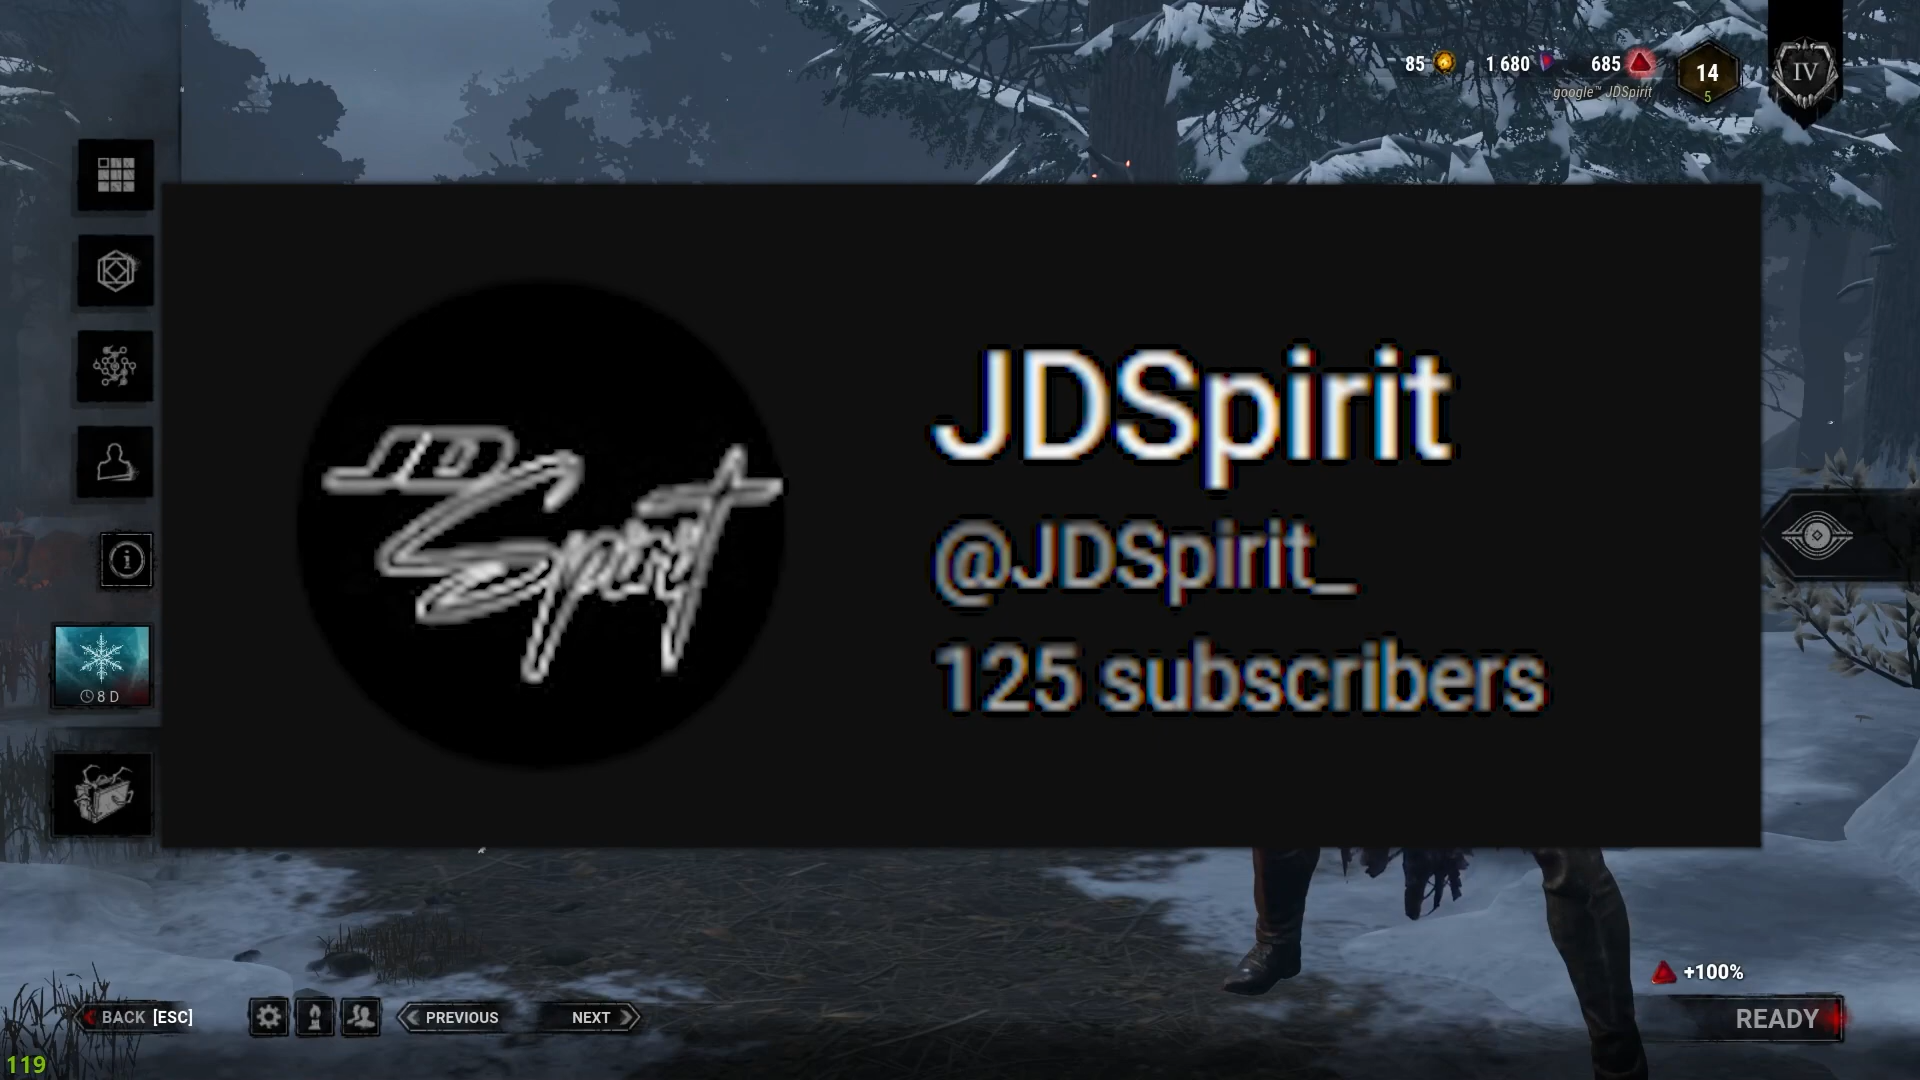 85 1 680 685
google™ JDSpirit
14
5
IV
JD
Spirit
JDSpirit
@JDSpirit_
125 subscribers
8 D
+100%
BACK [ESC]
PREVIOUS
NEXT
READY
119